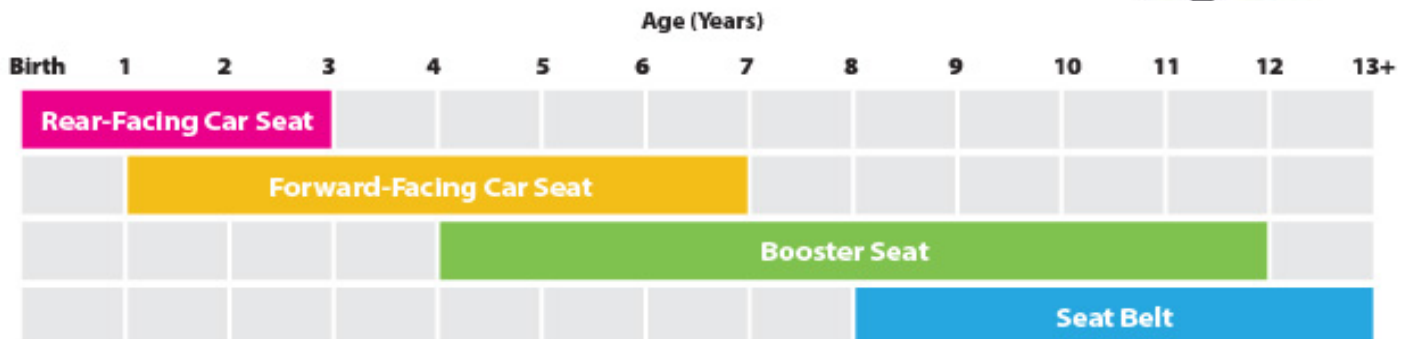 Age (Years)
Birth 1 2 3 4 5 6 7 8 9 10 11 12 13+
Rear-Facing Car Seat
Forward-Facing Car Seat
Booster Seat
Seat Belt